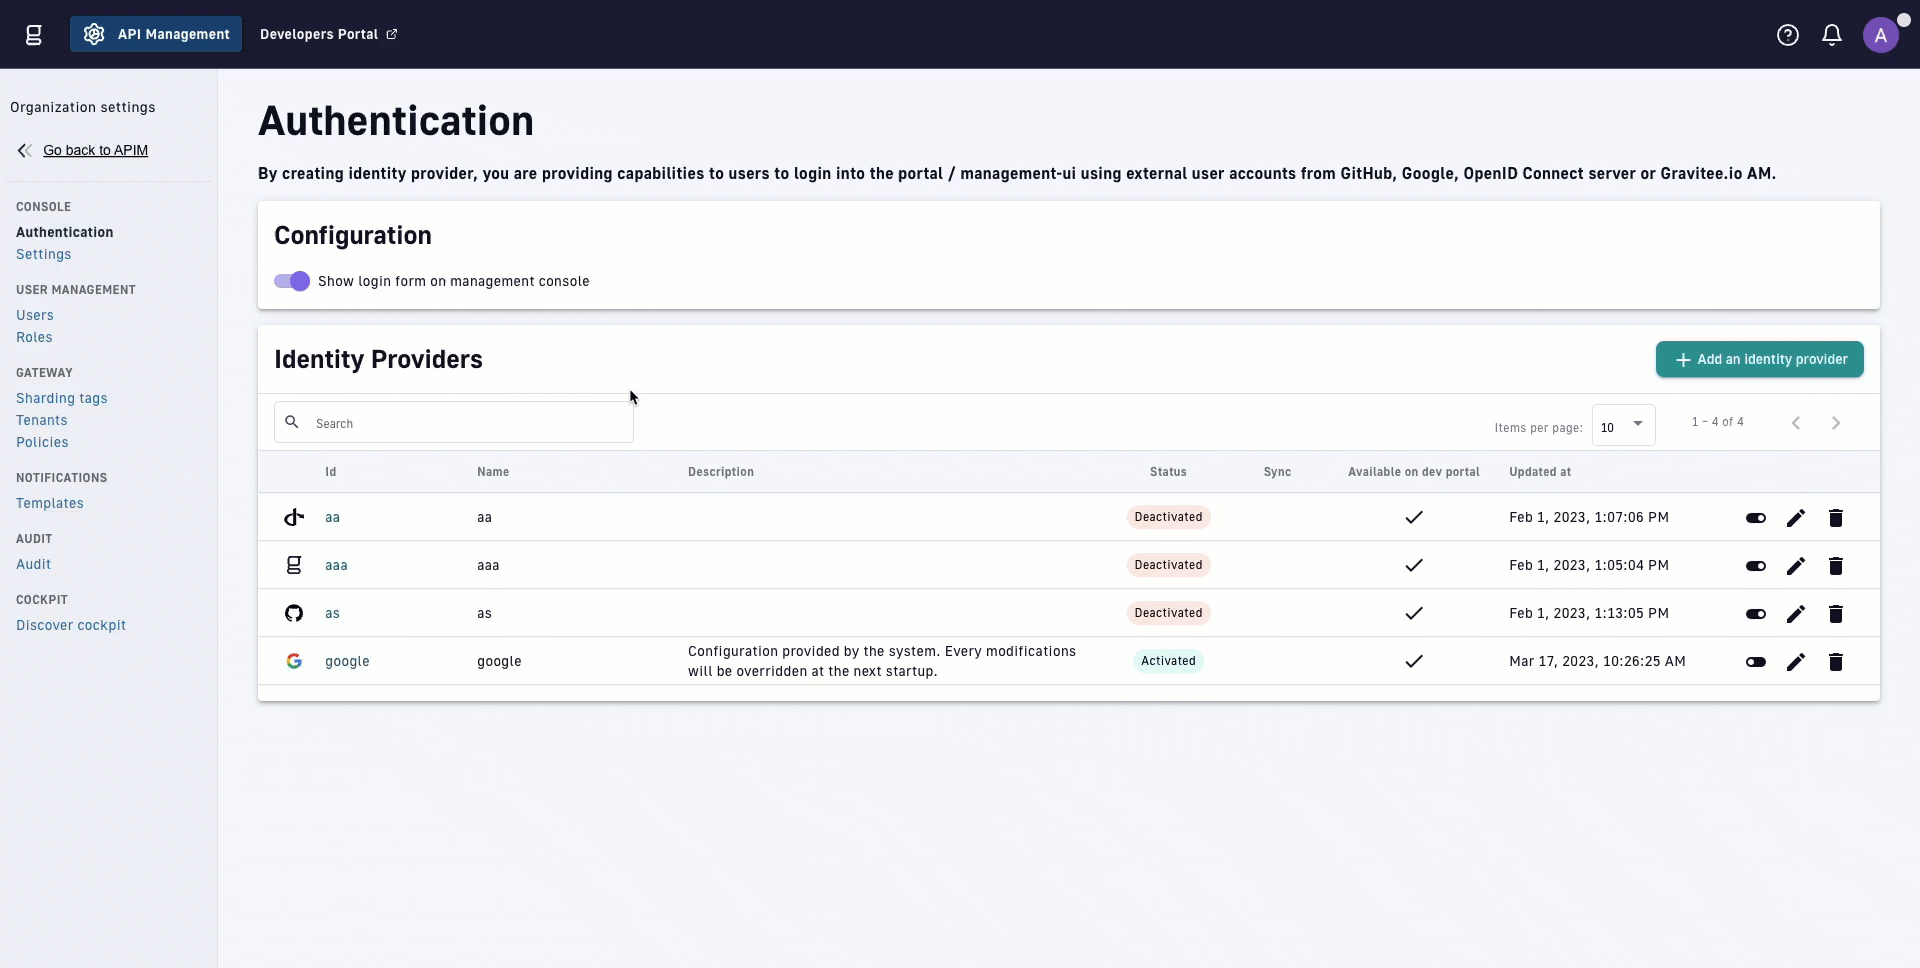 API Management
Developers Portal
A
Organization settings
Go back to APIM
CONSOLE
Authentication
Settings
USER MANAGEMENT
Users
Roles
GATEWAY
Sharding tags
Tenants
Policies
NOTIFICATIONS
Templates
AUDIT
Audit
COCKPIT
Discover cockpit
Authentication
By creating identity provider, you are providing capabilities to users to login into the portal / management-ui using external user accounts from GitHub, Google, OpenID Connect server or Gravitee.io AM.
Configuration
Show login form on management console
Identity Providers
Add an identity provider
Search
Items per page: 10 1 – 4 of 4
Id Name Description Status Sync Available on dev portal Updated at
aa aa Deactivated Feb 1, 2023, 1:07:06 PM
aaa aaa Deactivated Feb 1, 2023, 1:05:04 PM
as as Deactivated Feb 1, 2023, 1:13:05 PM
google google Configuration provided by the system. Every modifications
will be overridden at the next startup. Activated Mar 17, 2023, 10:26:25 AM